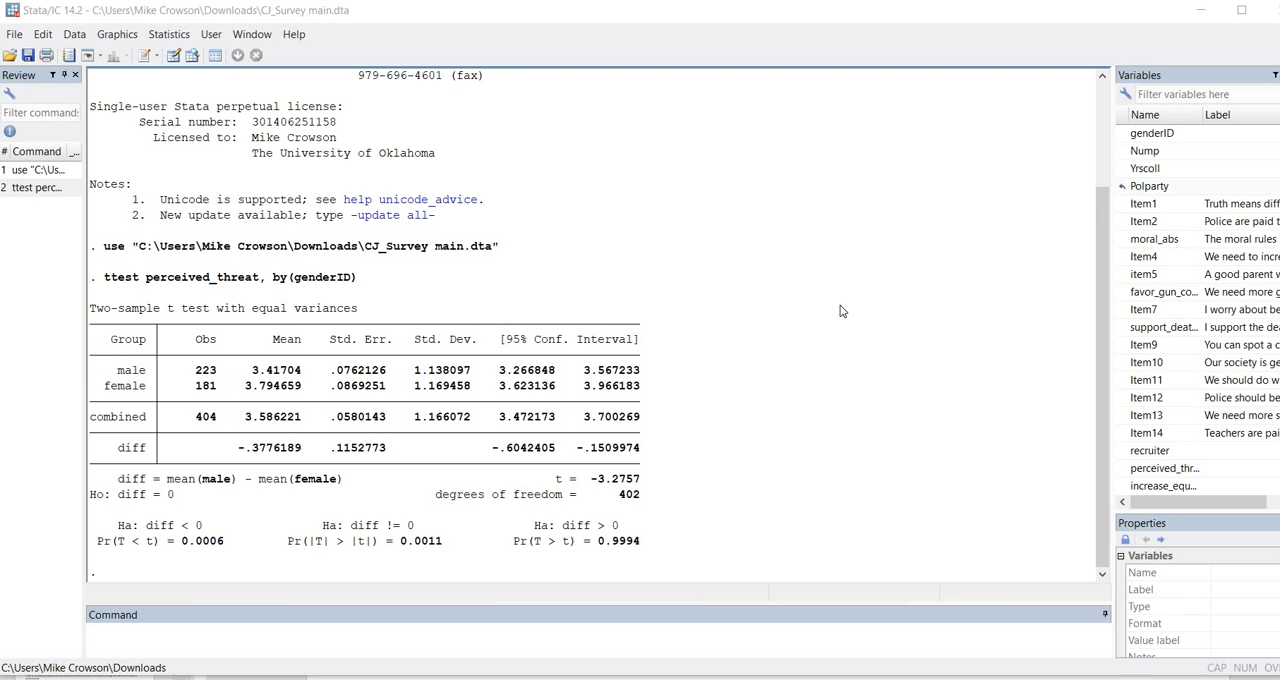 Stata/IC 14.2 - C:\Users\Mike Crowson\Downloads\CJ_Survey main.dta
File Edit Data Graphics Statistics User Window Help
Review
Filter commands
# Command _...
1 use "C:\Us...
2 ttest perc...
979-696-4601 (fax)
Single-user Stata perpetual license:
Serial number: 301406251158
Licensed to: Mike Crowson
The University of Oklahoma
Notes:
1. Unicode is supported; see help unicode_advice.
2. New update available; type -update all-
. use "C:\Users\Mike Crowson\Downloads\CJ_Survey main.dta"
. ttest perceived_threat, by(genderID)
Two-sample t test with equal variances
Group Obs Mean Std. Err. Std. Dev. [95% Conf. Interval]
male 223 3.41704 .0762126 1.138097 3.266848 3.567233
female 181 3.794659 .0869251 1.169458 3.623136 3.966183
combined 404 3.586221 .0580143 1.166072 3.472173 3.700269
diff -.3776189 .1152773 -.6042405 -.1509974
diff = mean(male) - mean(female) t = -3.2757
Ho: diff = 0 degrees of freedom = 402
Ha: diff < 0 Ha: diff != 0 Ha: diff > 0
Pr(T < t) = 0.0006 Pr(|T| > |t|) = 0.0011 Pr(T > t) = 0.9994
.
Command
C:\Users\Mike Crowson\Downloads
Variables
Filter variables here
Name Label
genderID
Nump
Yrscoll
Polparty
Item1 Truth means diff
Item2 Police are paid t
moral_abs The moral rules
Item4 We need to incre
item5 A good parent v
favor_gun_co... We need more g
Item7 I worry about be
support_deat... I support the de
Item9 You can spot a c
Item10 Our society is ge
Item11 We should do w
Item12 Police should be
Item13 We need more s
Item14 Teachers are pai
recruiter
perceived_thr...
increase_equ...
Properties
Variables
Name
Label
Type
Format
Value label
Notes
CAP NUM OV